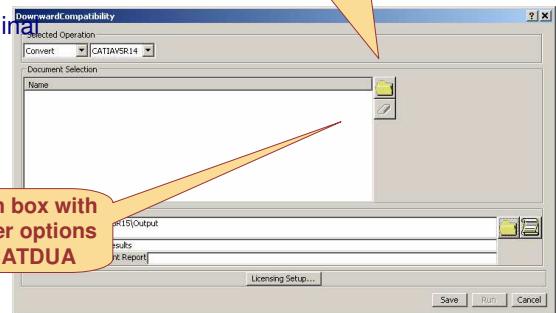 DownwardCompatibility
inal
Selected Operation
Convert CATIAV5R14
Document Selection
Name
n box with
er options
ATDUA
R15\Output
esults
nt Report
Licensing Setup...
Save Run Cancel